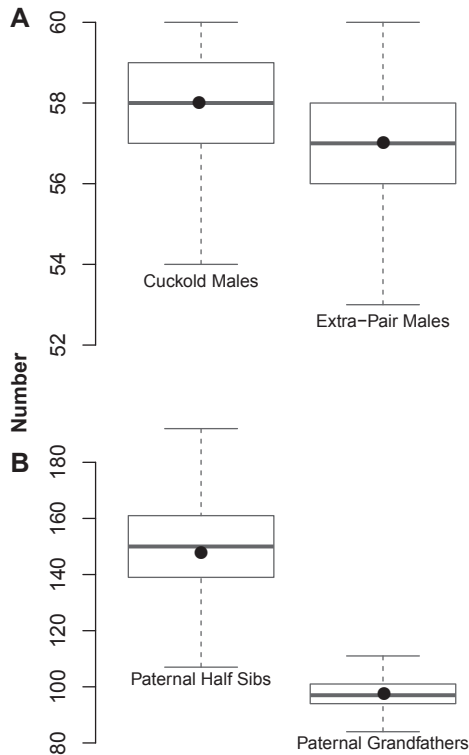 A
60
58
56
54
52
Cuckold Males
Extra−Pair Males
Number
B
180
160
140
120
100
80
Paternal Half Sibs
Paternal Grandfathers